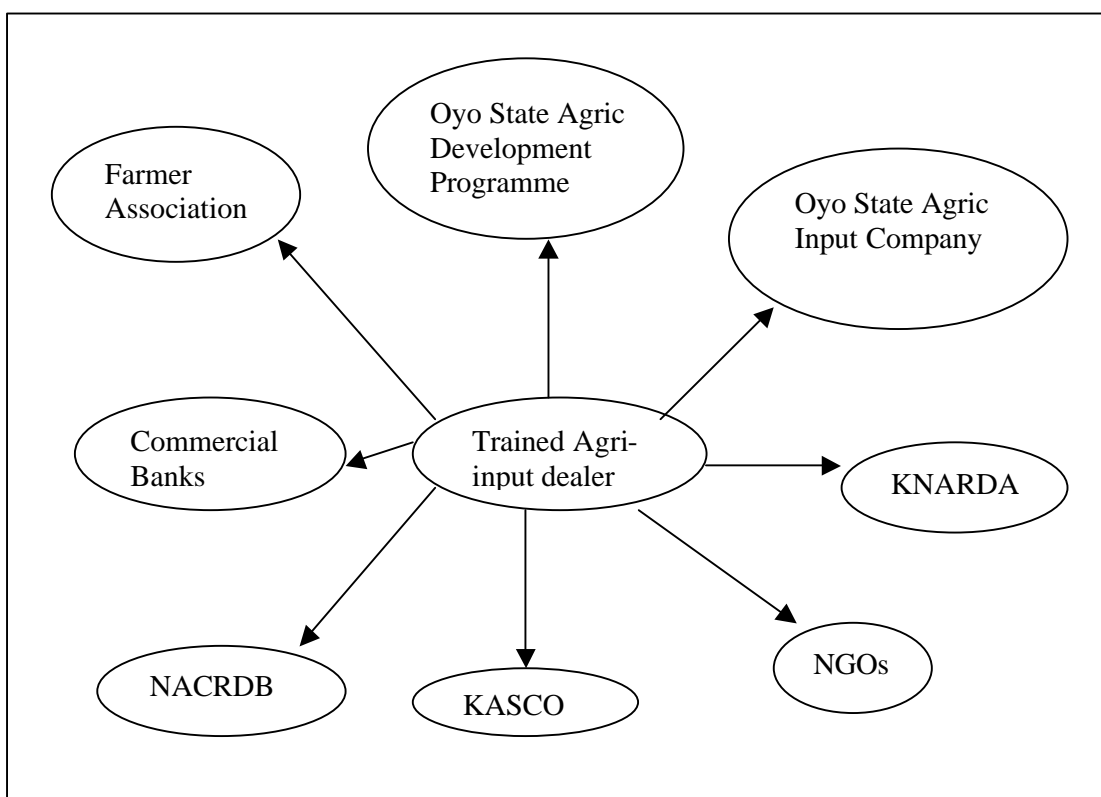 Oyo State Agric
Development
Programme
Farmer
Association
Oyo State Agric
Input Company
Commercial
Banks
Trained Agri-
input dealer
KNARDA
NGOs
NACRDB
KASCO